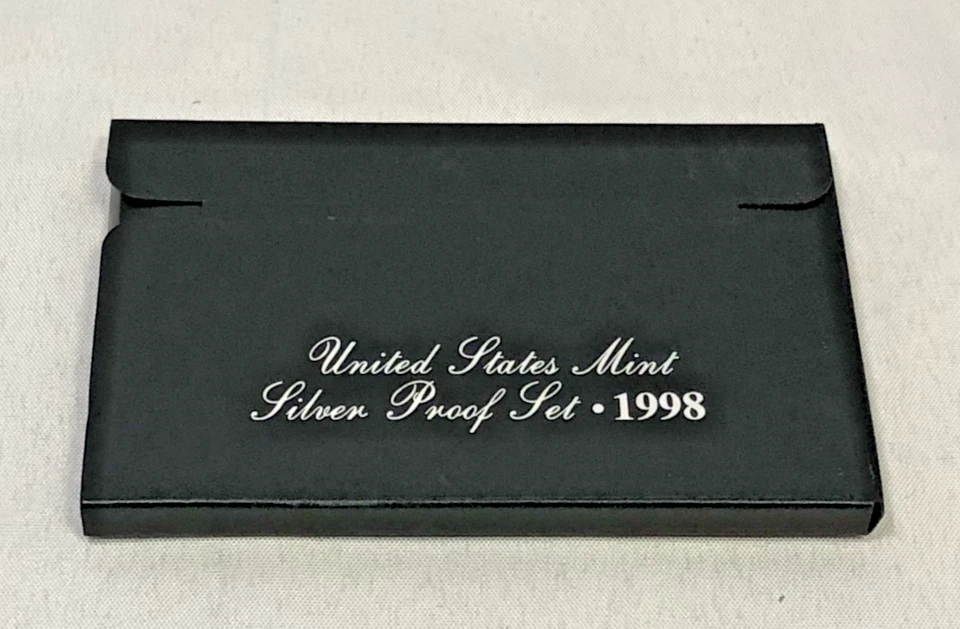 United States Mint
Silver Proof Set • 1998